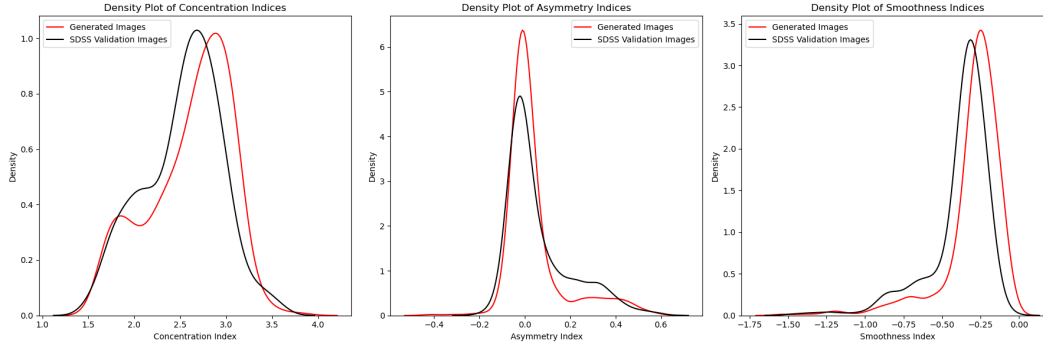 Density Plot of Concentration Indices
Generated Images
SDSS Validation Images
Density
1.0
0.8
0.6
0.4
0.2
0.0
1.0 1.5 2.0 2.5 3.0 3.5 4.0
Concentration Index
Density Plot of Asymmetry Indices
Generated Images
SDSS Validation Images
Density
6
5
4
3
2
1
0
−0.4 −0.2 0.0 0.2 0.4 0.6
Asymmetry Index
Density Plot of Smoothness Indices
Generated Images
SDSS Validation Images
Density
3.5
3.0
2.5
2.0
1.5
1.0
0.5
0.0
−1.75 −1.50 −1.25 −1.00 −0.75 −0.50 −0.25 0.00
Smoothness Index